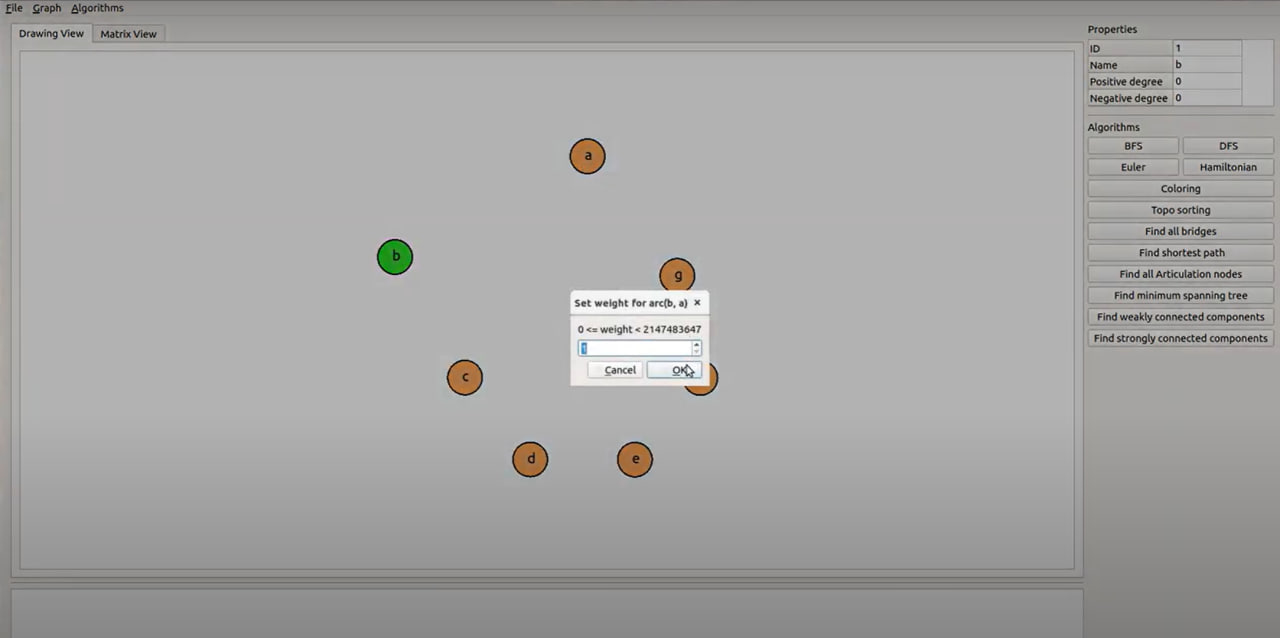 File Graph Algorithms
Drawing View Matrix View
a
b
g
c
d
e
Set weight for arc(b, a) ×
0 <= weight < 2147483647
1
Cancel OK
Properties
ID 1
Name b
Positive degree 0
Negative degree 0
Algorithms
BFS DFS
Euler Hamiltonian
Coloring
Topo sorting
Find all bridges
Find shortest path
Find all Articulation nodes
Find minimum spanning tree
Find weakly connected components
Find strongly connected components